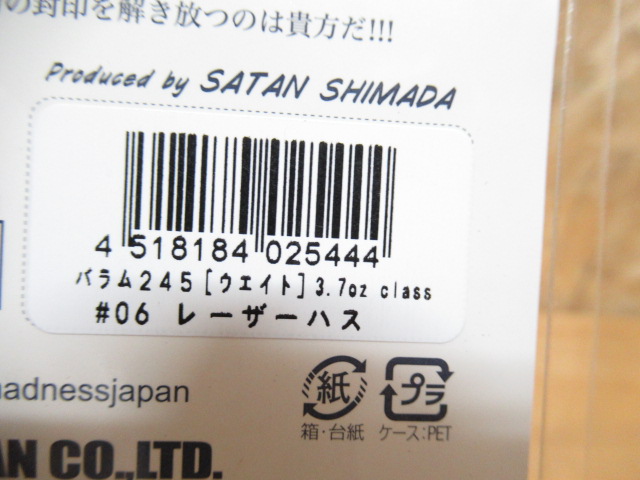 の封印を解き放つのは貴方だ!!!
Produced by SATAN SHIMADA
4 518184 025444
バラム245[ウエイト]3.7oz class
#06 レーザーハス
adnessjapan
紙
プラ
箱・台紙
ケース:PET
AN CO.,LTD.